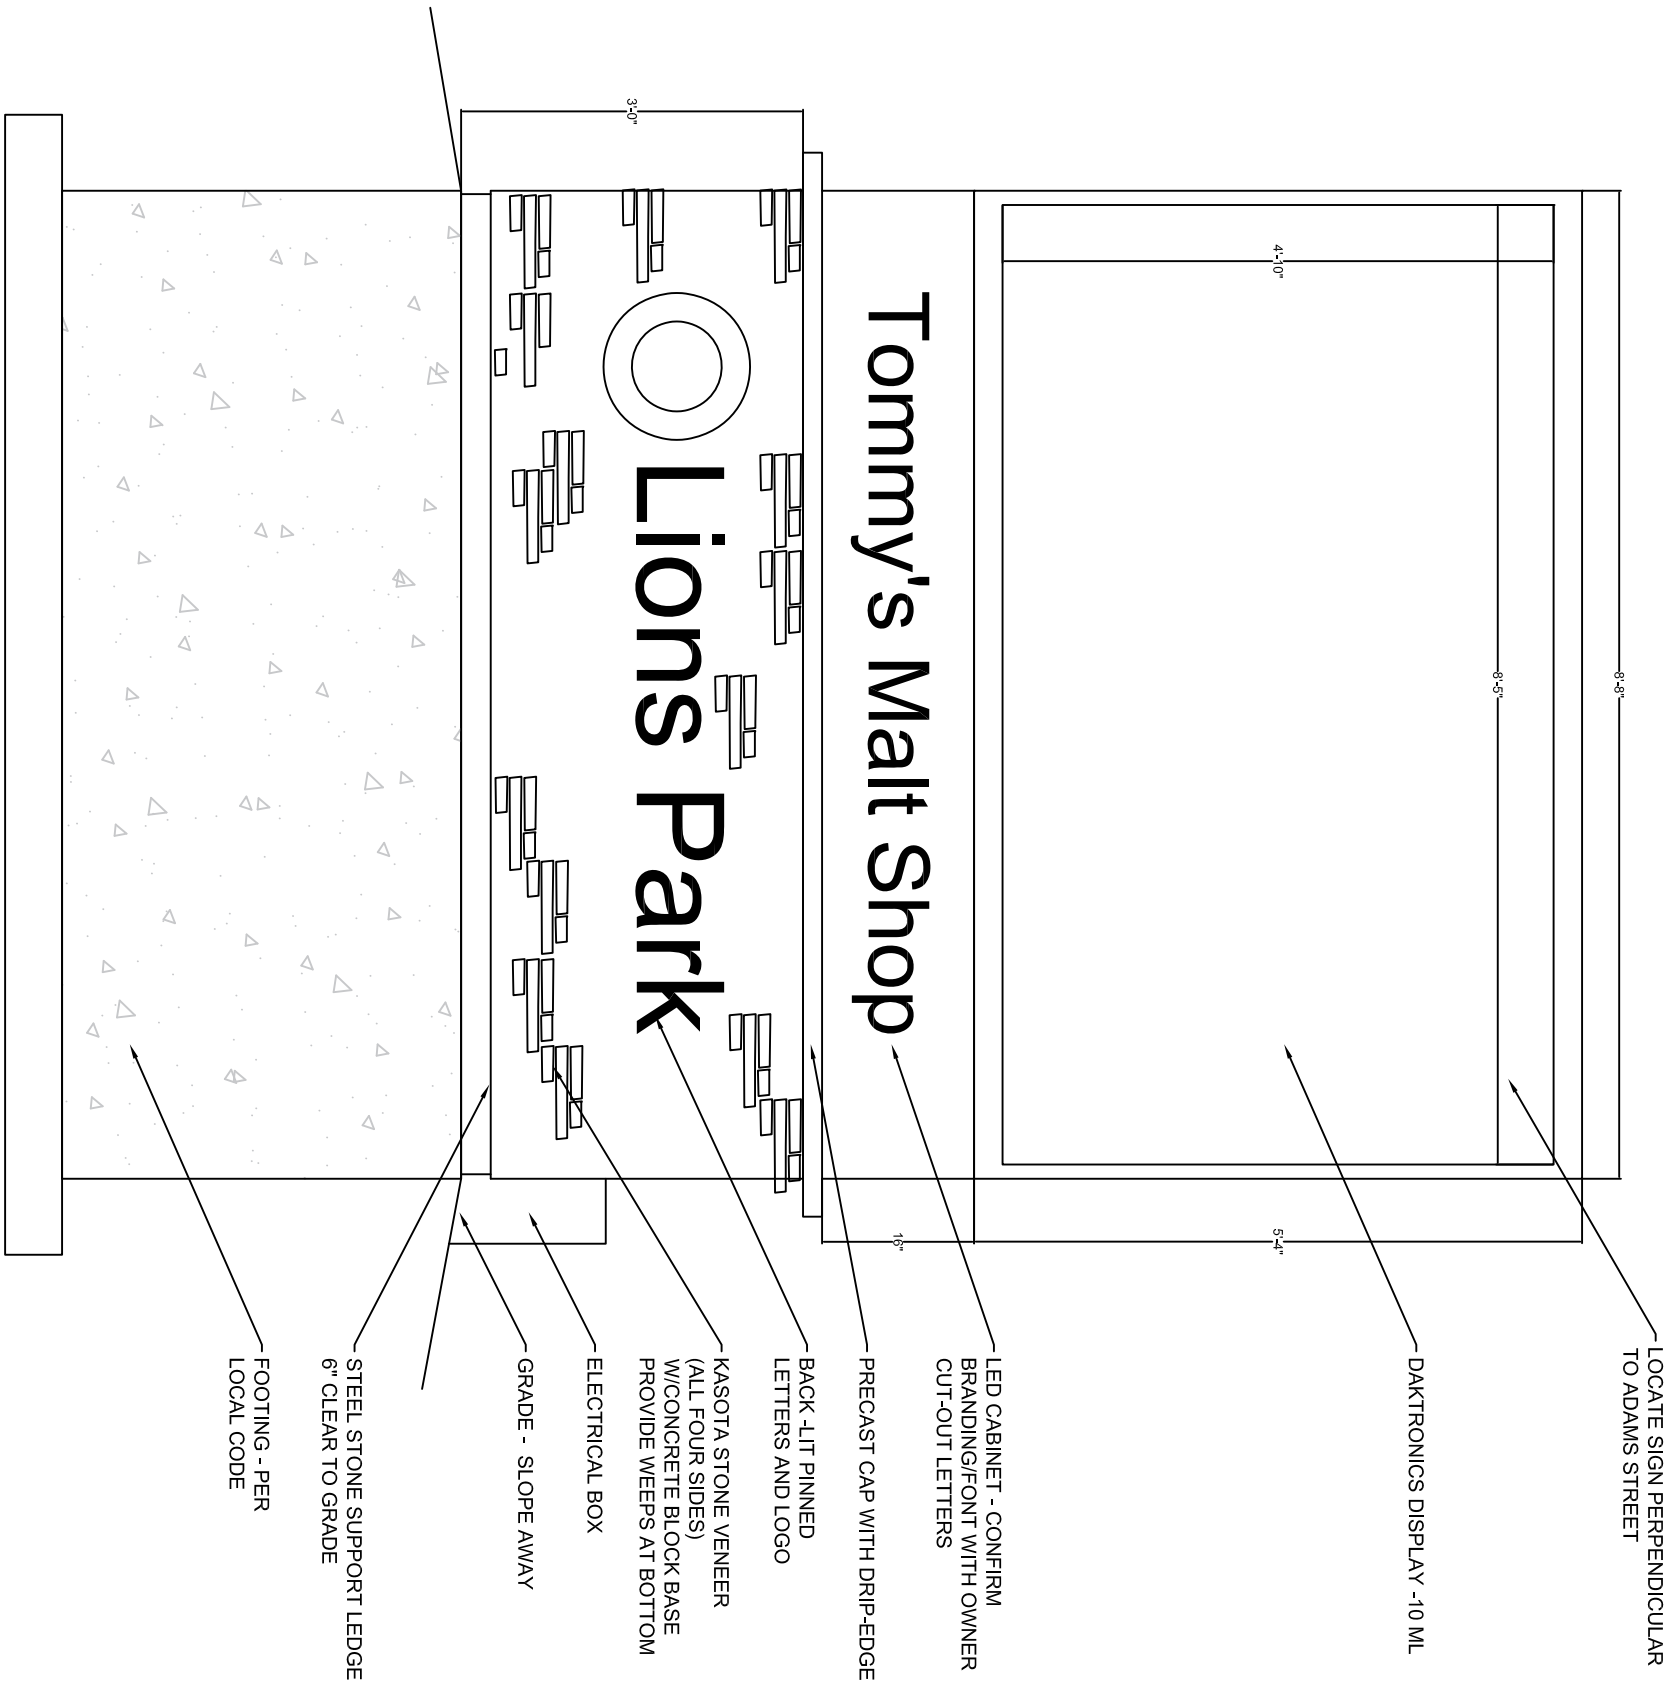 8'-8"
8'-5"
4'-10"
5'-4"
16"
3'-0"
Tommy's Malt Shop
Lions Park
LOCATE SIGN PERPENDICULAR
TO ADAMS STREET
DAKTRONICS DISPLAY -10 ML
LED CABINET - CONFIRM
BRANDING/FONT WITH OWNER
CUT-OUT LETTERS
PRECAST CAP WITH DRIP-EDGE
BACK -LIT PINNED
LETTERS AND LOGO
KASOTA STONE VENEER
(ALL FOUR SIDES)
W/CONCRETE BLOCK BASE
PROVIDE WEEPS AT BOTTOM
ELECTRICAL BOX
GRADE - SLOPE AWAY
STEEL STONE SUPPORT LEDGE
6" CLEAR TO GRADE
FOOTING - PER
LOCAL CODE